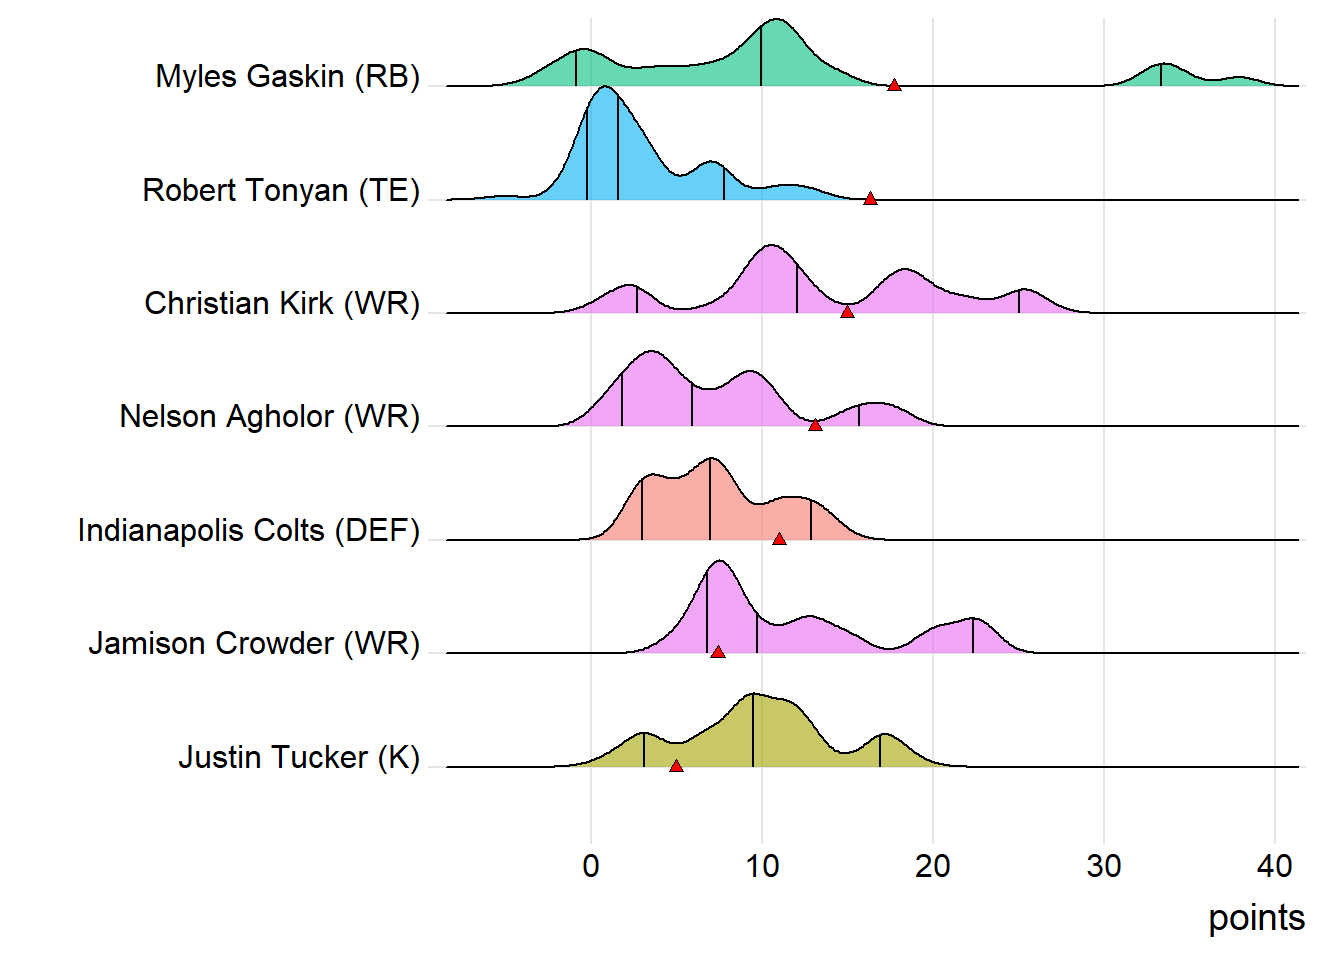 Myles Gaskin (RB)
Robert Tonyan (TE)
Christian Kirk (WR)
Nelson Agholor (WR)
Indianapolis Colts (DEF)
Jamison Crowder (WR)
Justin Tucker (K)
0 10 20 30 40
points